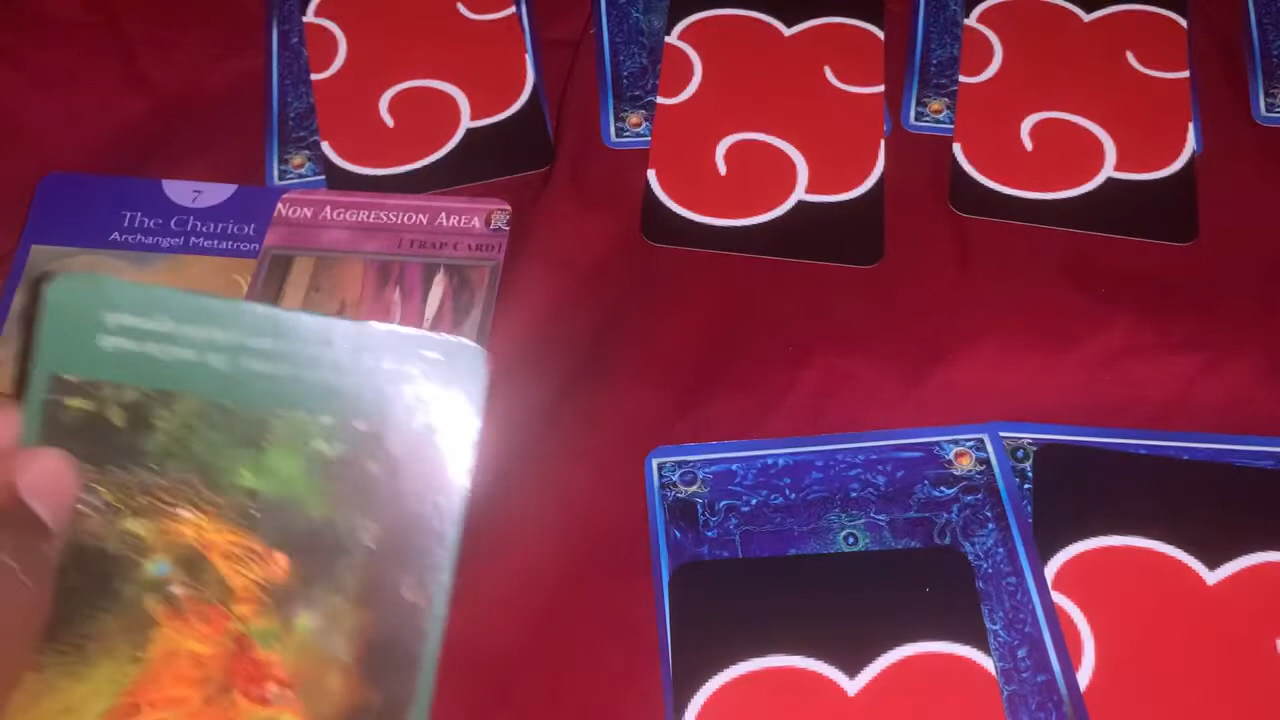 7
The Chariot
Archangel Metatron
NON AGGRESSION AREA 罠
[TRAP CARD]